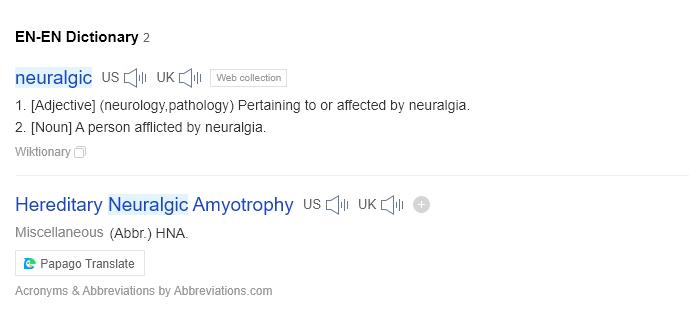 EN-EN Dictionary 2
neuralgic US UK Web collection
1. [Adjective] (neurology,pathology) Pertaining to or affected by neuralgia.
2. [Noun] A person afflicted by neuralgia.
Wiktionary
Hereditary Neuralgic Amyotrophy US UK
Miscellaneous (Abbr.) HNA.
Papago Translate
Acronyms & Abbreviations by Abbreviations.com